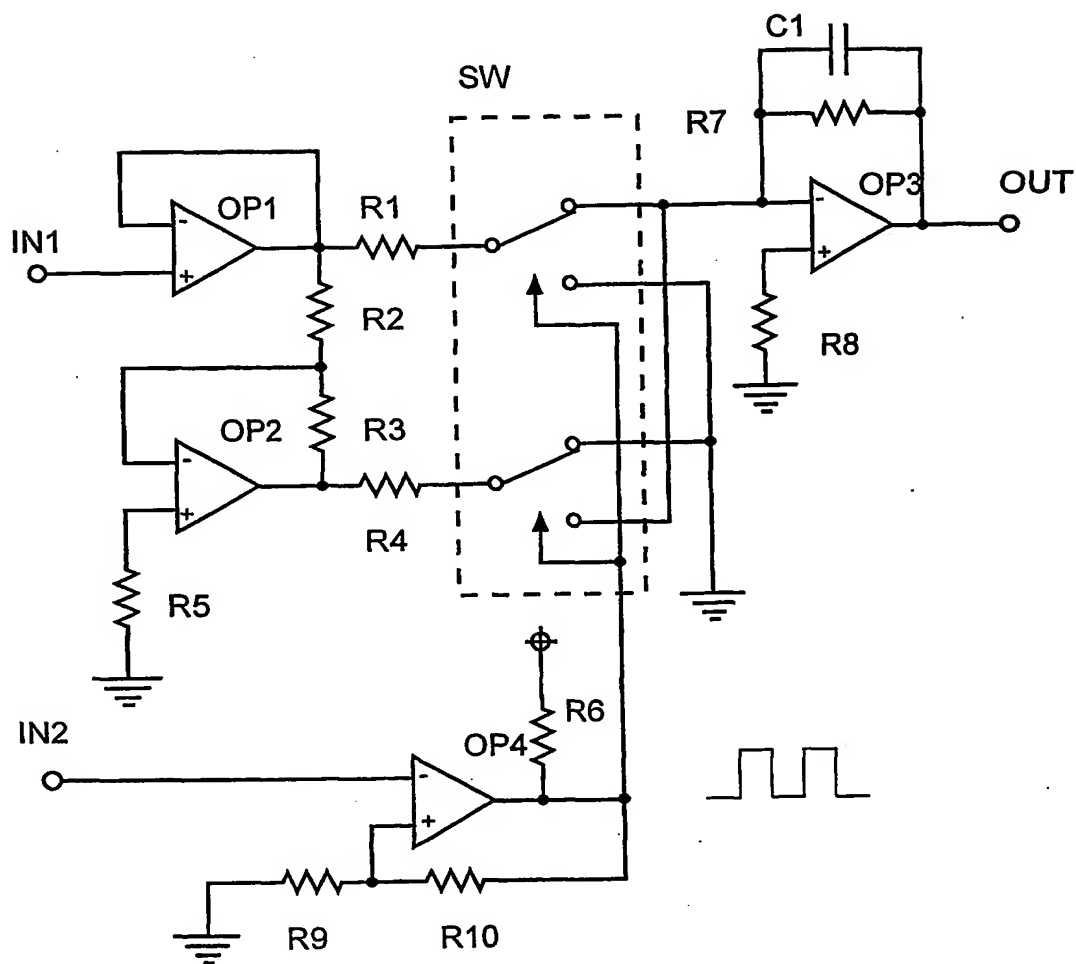 C1
SW
R7
OP3
OUT
OP1
R1
IN1
-
+
-
+
R2
R8
OP2
R3
-
+
R4
R5
R6
IN2
OP4
-
+
R9
R10